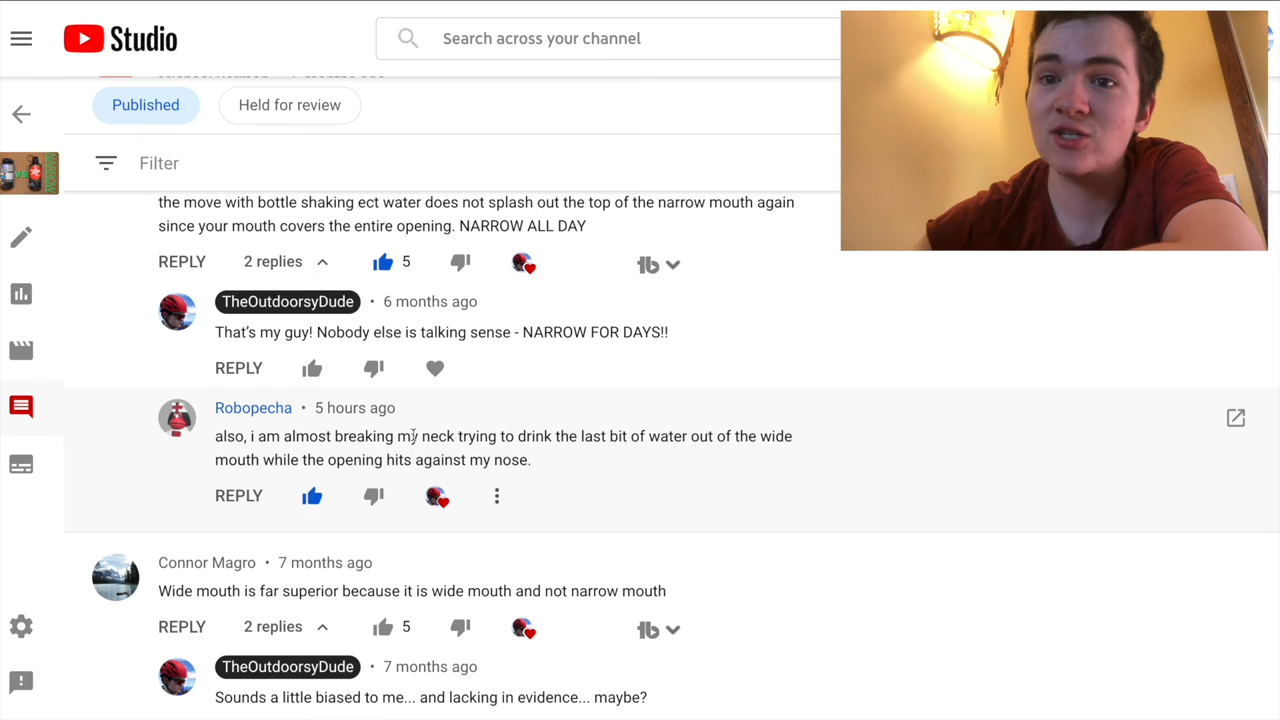 Studio
Search across your channel
Published
Held for review
Filter
the move with bottle shaking ect water does not splash out the top of the narrow mouth again
since your mouth covers the entire opening. NARROW ALL DAY
REPLY 2 replies 5
TheOutdoorsyDude • 6 months ago
That’s my guy! Nobody else is talking sense - NARROW FOR DAYS!!
REPLY
Robopecha • 5 hours ago
also, i am almost breaking my neck trying to drink the last bit of water out of the wide
mouth while the opening hits against my nose.
REPLY
Connor Magro • 7 months ago
Wide mouth is far superior because it is wide mouth and not narrow mouth
REPLY 2 replies 5
TheOutdoorsyDude • 7 months ago
Sounds a little biased to me... and lacking in evidence... maybe?